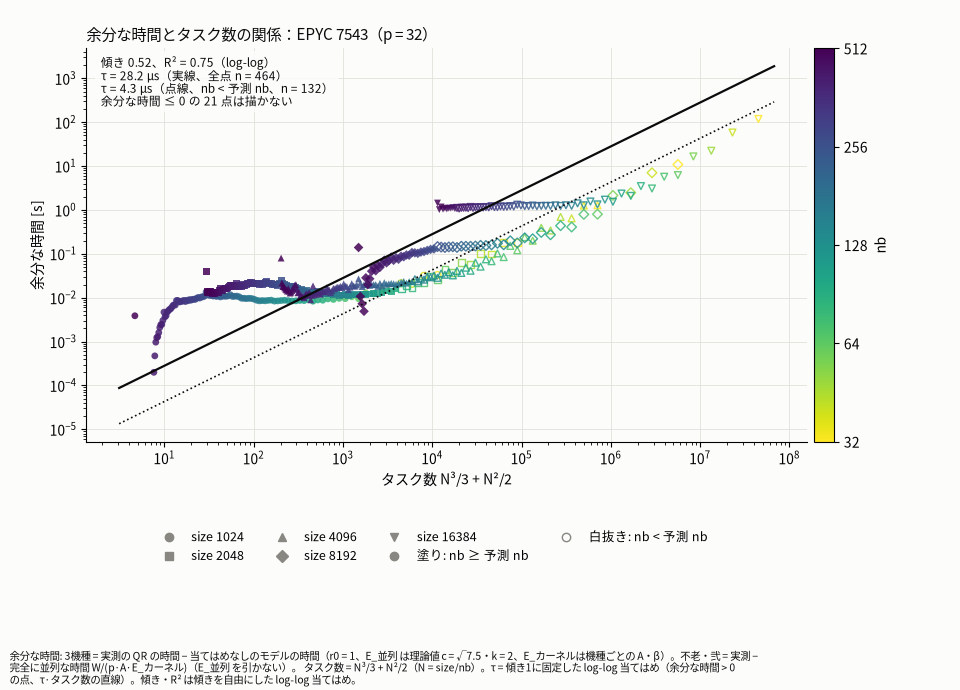 余分な時間とタスク数の関係：EPYC 7543（p = 32）
傾き 0.52、R² = 0.75（log-log）
τ = 28.2 μs（実線、全点 n = 464）
τ = 4.3 μs（点線、nb < 予測 nb、n = 132）
余分な時間 ≤ 0 の 21 点は描かない
余分な時間 [s]
10³
10²
10¹
10⁰
10⁻¹
10⁻²
10⁻³
10⁻⁴
10⁻⁵
10¹ 10² 10³ 10⁴ 10⁵ 10⁶ 10⁷ 10⁸
タスク数 N³/3 + N²/2
512
256
128
64
32
nb
size 1024 size 4096 size 16384 白抜き: nb < 予測 nb
size 2048 size 8192 塗り: nb ≥ 予測 nb
余分な時間: 3機種 = 実測の QR の時間 − 当てはめなしのモデルの時間（r0 = 1、E_並列 は理論値 c = √7.5・k = 2、E_カーネルは機種ごとの A・β）。不老・弐 = 実測 −
完全に並列な時間 W/(p·A·E_カーネル)（E_並列 を引かない）。 タスク数 = N³/3 + N²/2（N = size/nb）。τ = 傾き1に固定した log-log 当てはめ（余分な時間 > 0
の点、τ·タスク数の直線）。傾き・R² は傾きを自由にした log-log 当てはめ。